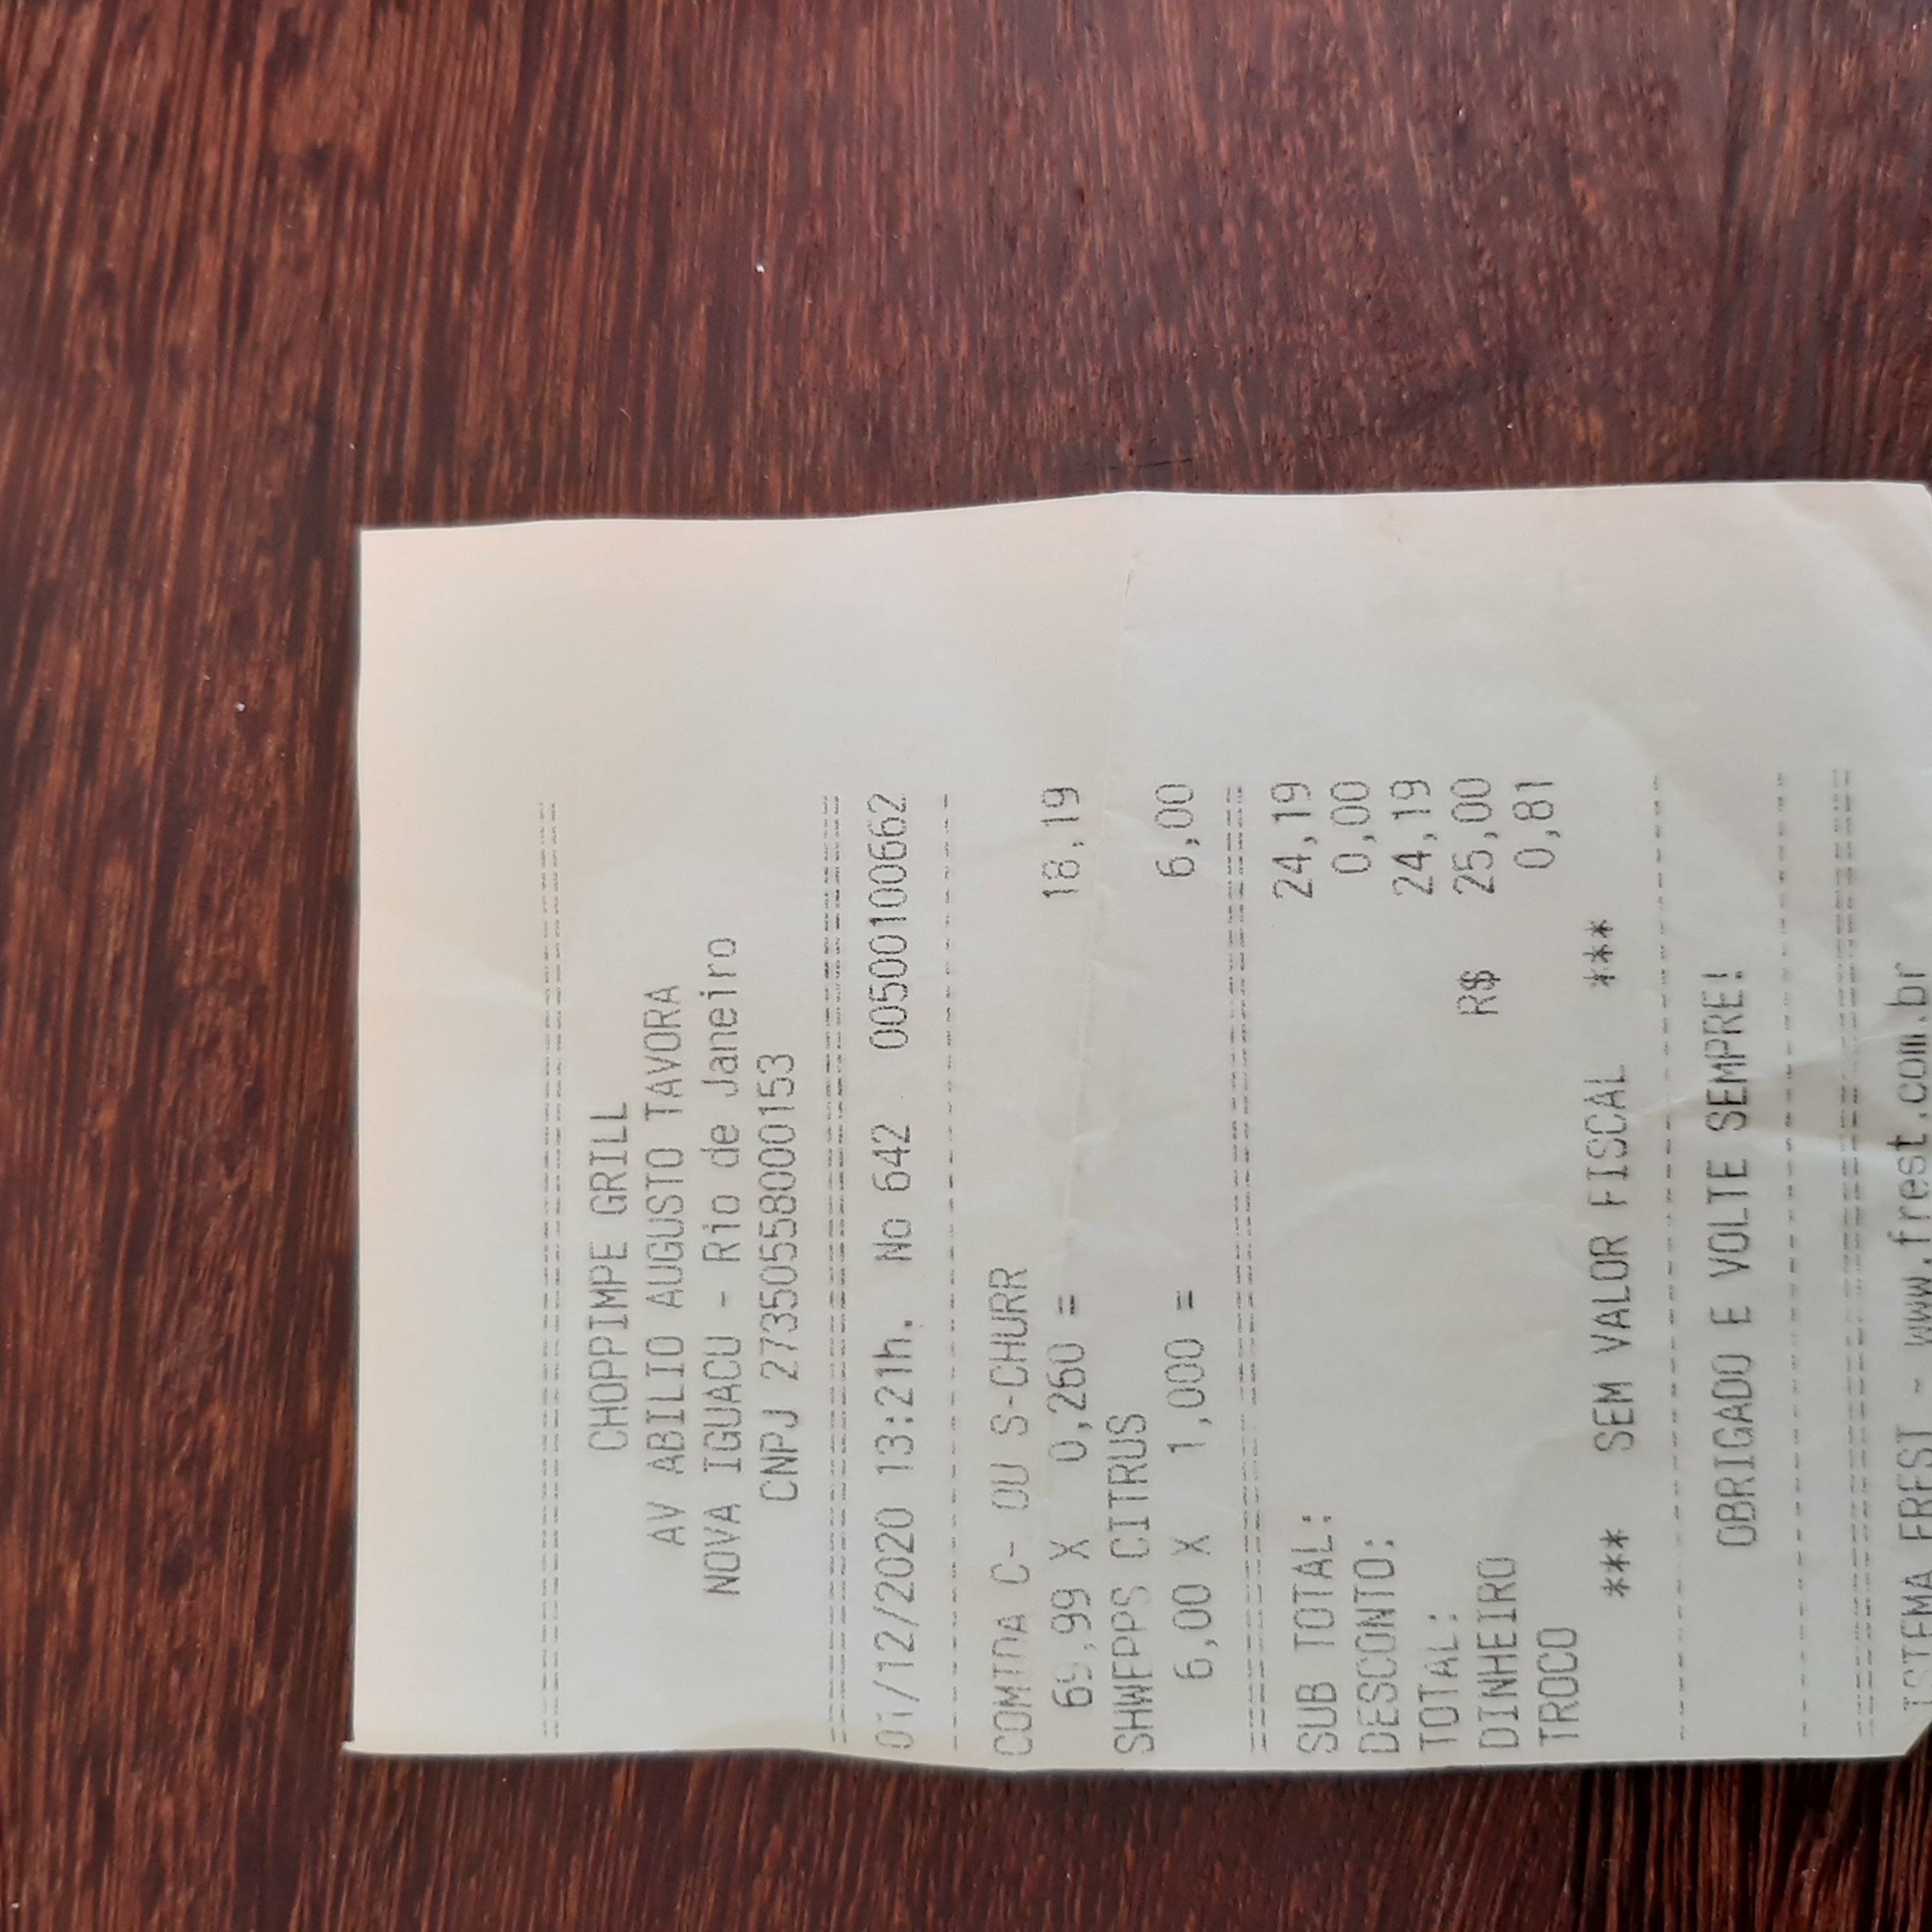 CHOPPIMPE GRILL
AV ABILIO AUGUSTO TAVORA
NOVA IGUACU - Rio de Janeiro
CNPJ 27350558000153
01/12/2020 13:21h. No 642 00500100662
COMIDA C- OU S-CHURR
69,99 X 0,260 = 18,19
SHWEPPS CITRUS
6,00 X 1,000 = 6,00
SUB TOTAL: 24,19
DESCONTO: 0,00
TOTAL: 24,19
DINHEIRO R$ 25,00
TROCO 0,81
*** SEM VALOR FISCAL ***
OBRIGADO E VOLTE SEMPRE!
ISTEMA FREST - www.frest.com.br